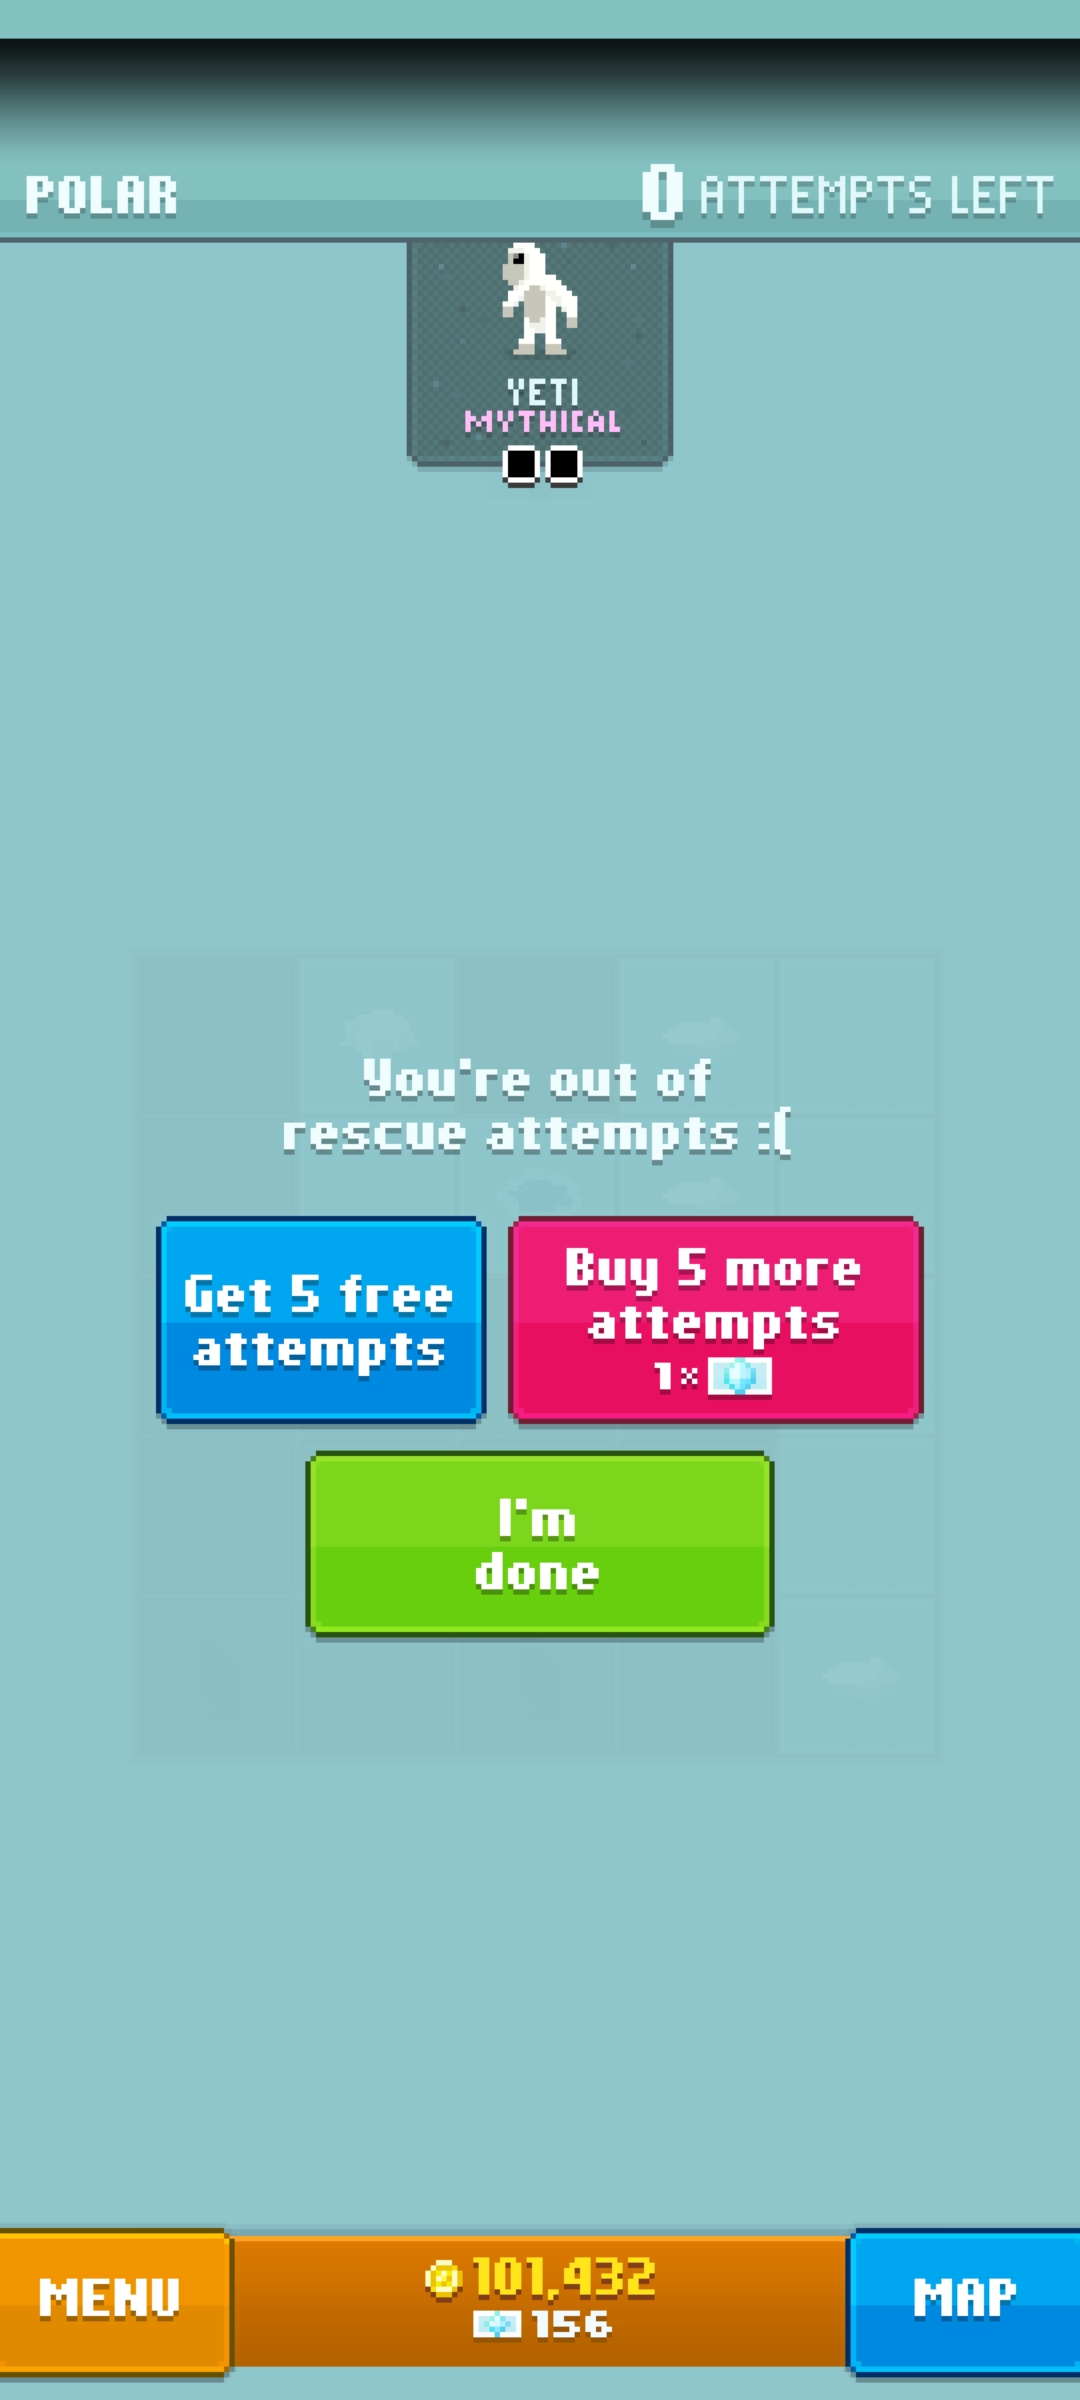 POLAR
0 ATTEMPTS LEFT
YETI
MYTHICAL
You're out of
rescue attempts :(
Get 5 free
attempts
Buy 5 more
attempts
1×
I'm
done
MENU
101,432
156
MAP